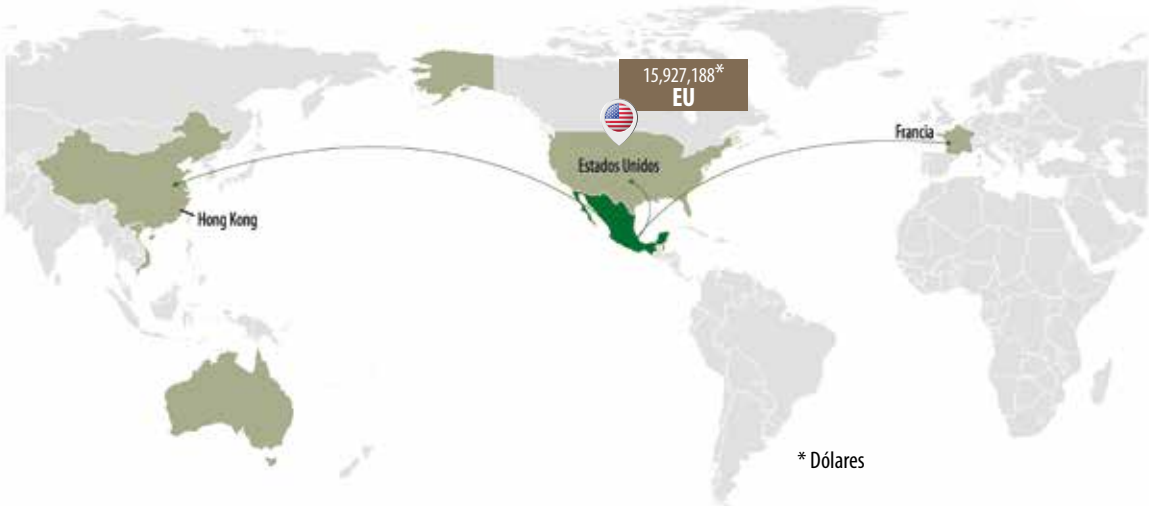 15,927,188*
EU
Francia
Estados Unidos
Hong Kong
* Dólares